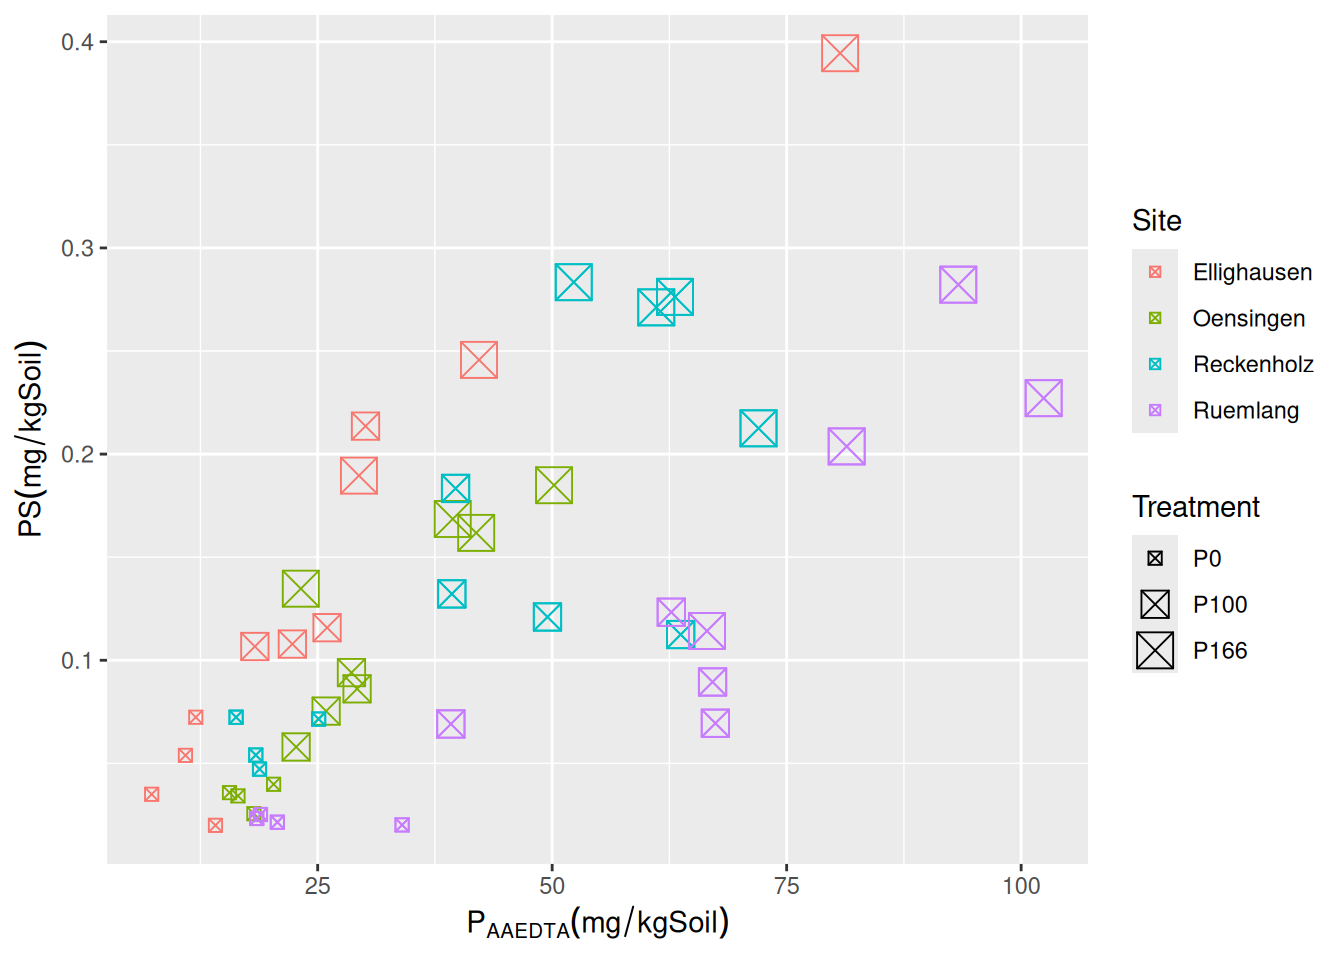 0.4
0.3
0.2
0.1
PS(mg/kgSoil)
25 50 75 100
P_AAEDTA(mg/kgSoil)
Site
Ellighausen
Oensingen
Reckenholz
Ruemlang
Treatment
P0
P100
P166